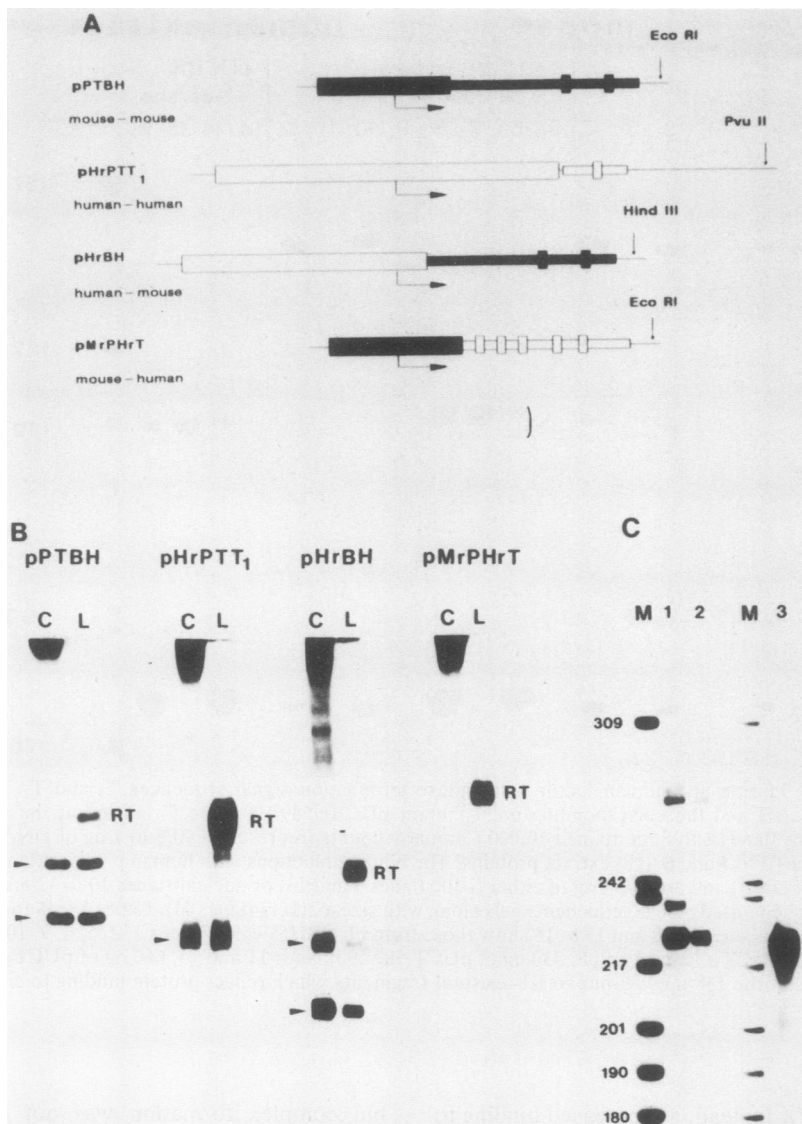 A
Eco RI
pPTBH
mouse - mouse
Pvu II
pHrPTT₁
human - human
Hind III
pHrBH
human - mouse
Eco RI
pMrPHrT
mouse - human
)
B
C
pPTBH pHrPTT₁ pHrBH pMrPHrT
C L C L C L C L
M 1 2 M 3
309
RT
RT
RT
RT
242
217
201
190
180